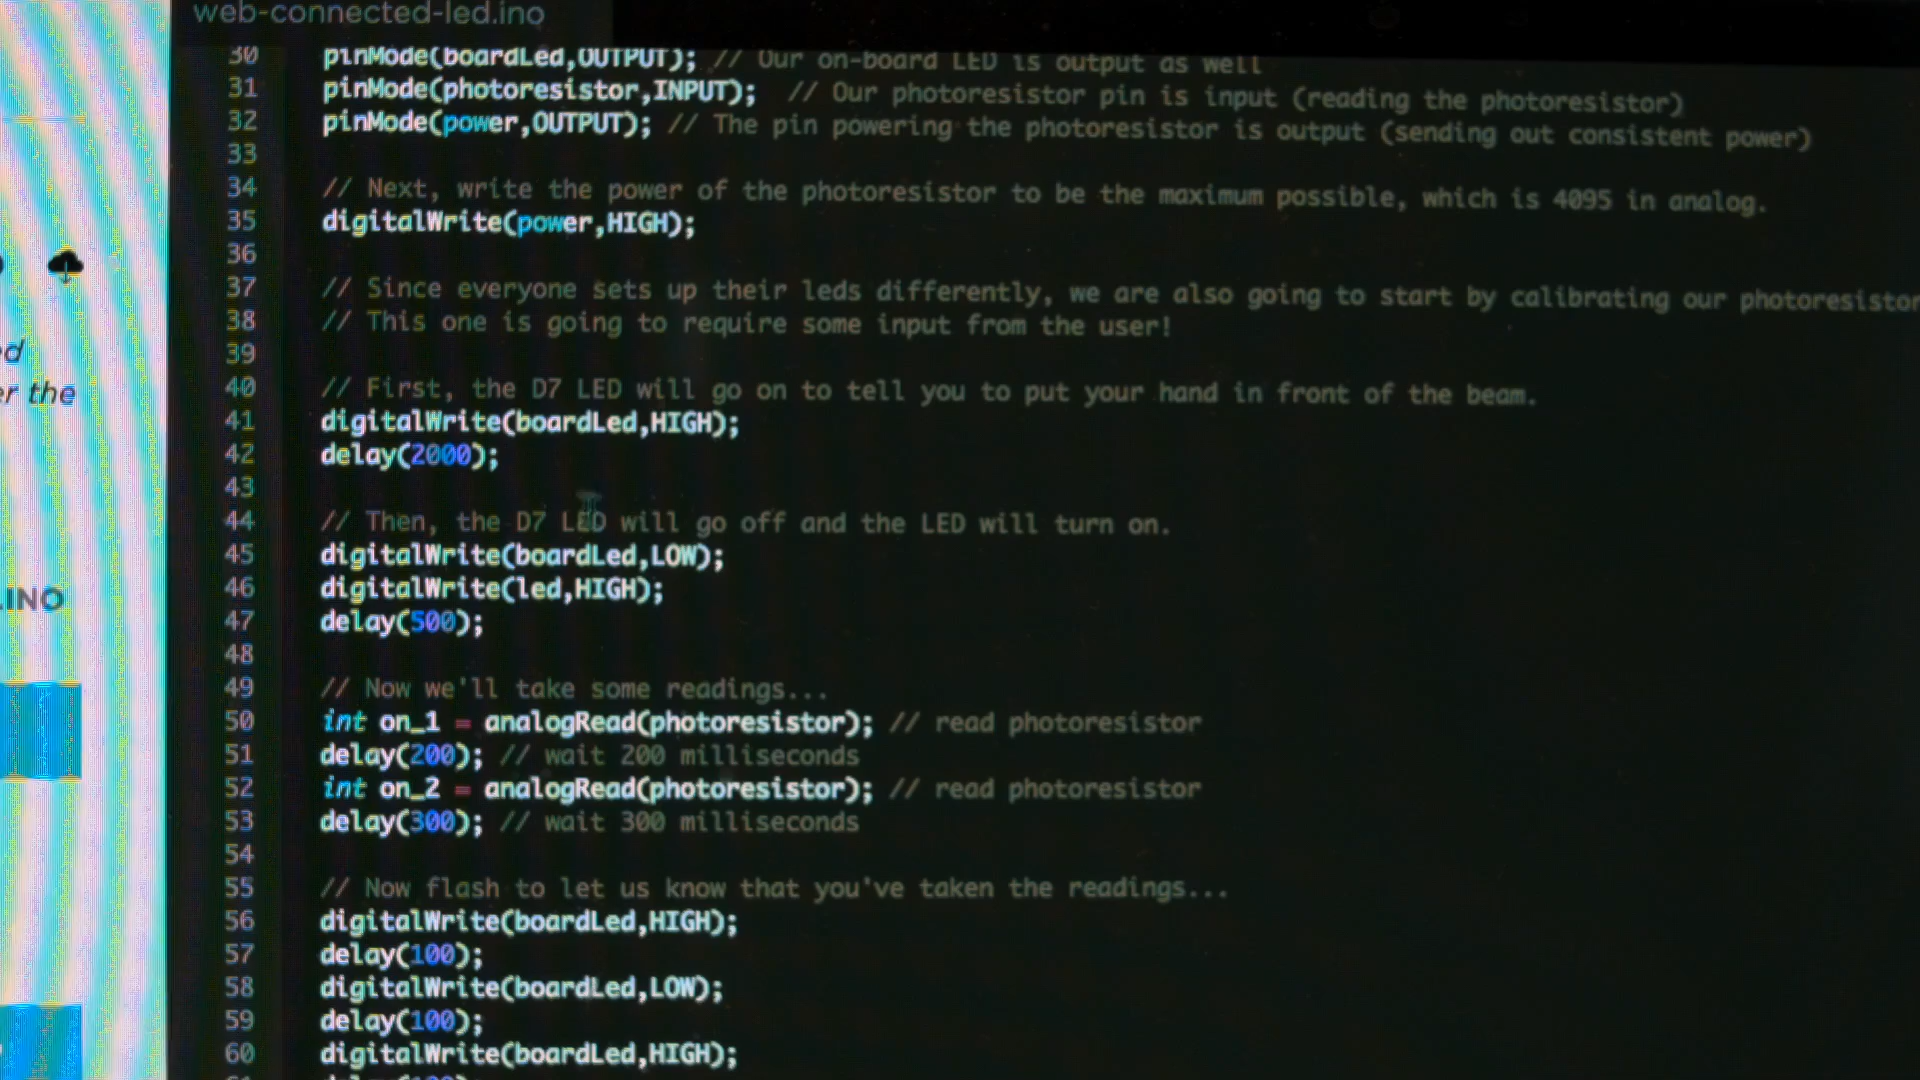 web-connected-led.ino
30 pinMode(boardLed,OUTPUT); // Our on-board LED is output as well
31 pinMode(photoresistor,INPUT);  // Our photoresistor pin is input (reading the photoresistor)
32 pinMode(power,OUTPUT); // The pin powering the photoresistor is output (sending out consistent power)
33
34 // Next, write the power of the photoresistor to be the maximum possible, which is 4095 in analog.
35 digitalWrite(power,HIGH);
36
37 // Since everyone sets up their leds differently, we are also going to start by calibrating our photoresistor
38 // This one is going to require some input from the user!
39
40 // First, the D7 LED will go on to tell you to put your hand in front of the beam.
41 digitalWrite(boardLed,HIGH);
42 delay(2000);
43
44 // Then, the D7 LED will go off and the LED will turn on.
45 digitalWrite(boardLed,LOW);
46 digitalWrite(led,HIGH);
47 delay(500);
48
49 // Now we'll take some readings...
50 int on_1 = analogRead(photoresistor); // read photoresistor
51 delay(200); // wait 200 milliseconds
52 int on_2 = analogRead(photoresistor); // read photoresistor
53 delay(300); // wait 300 milliseconds
54
55 // Now flash to let us know that you've taken the readings...
56 digitalWrite(boardLed,HIGH);
57 delay(100);
58 digitalWrite(boardLed,LOW);
59 delay(100);
60 digitalWrite(boardLed,HIGH);
ed
er the
.INO